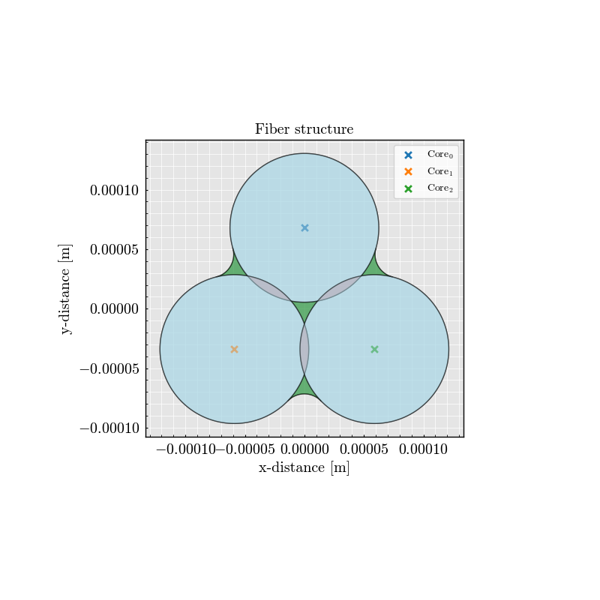 Fiber structure
Core0
Core1
Core2
0.00010
0.00005
0.00000
−0.00005
−0.00010
y-distance [m]
−0.00010 −0.00005 0.00000 0.00005 0.00010
x-distance [m]